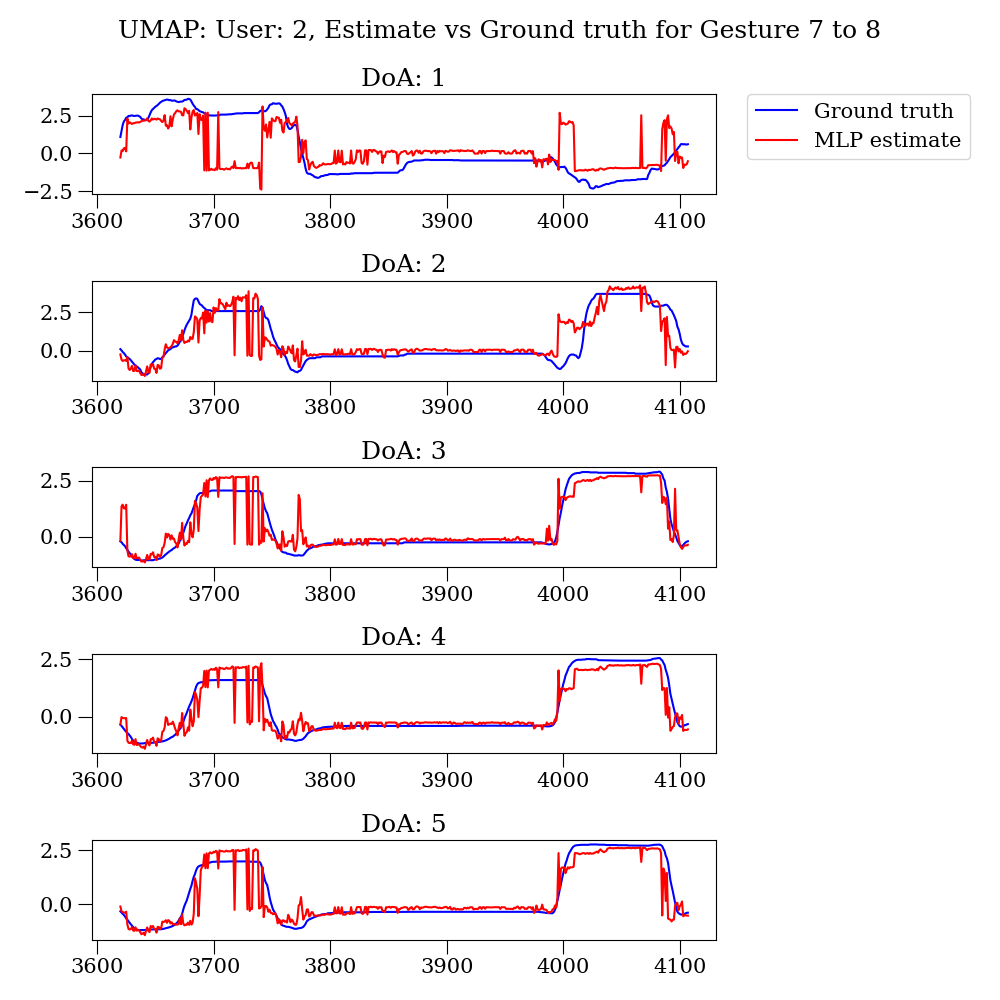 UMAP: User: 2, Estimate vs Ground truth for Gesture 7 to 8
DoA: 1
Ground truth
MLP estimate
2.5
0.0
−2.5
3600 3700 3800 3900 4000 4100
DoA: 2
2.5
0.0
3600 3700 3800 3900 4000 4100
DoA: 3
2.5
0.0
3600 3700 3800 3900 4000 4100
DoA: 4
2.5
0.0
3600 3700 3800 3900 4000 4100
DoA: 5
2.5
0.0
3600 3700 3800 3900 4000 4100